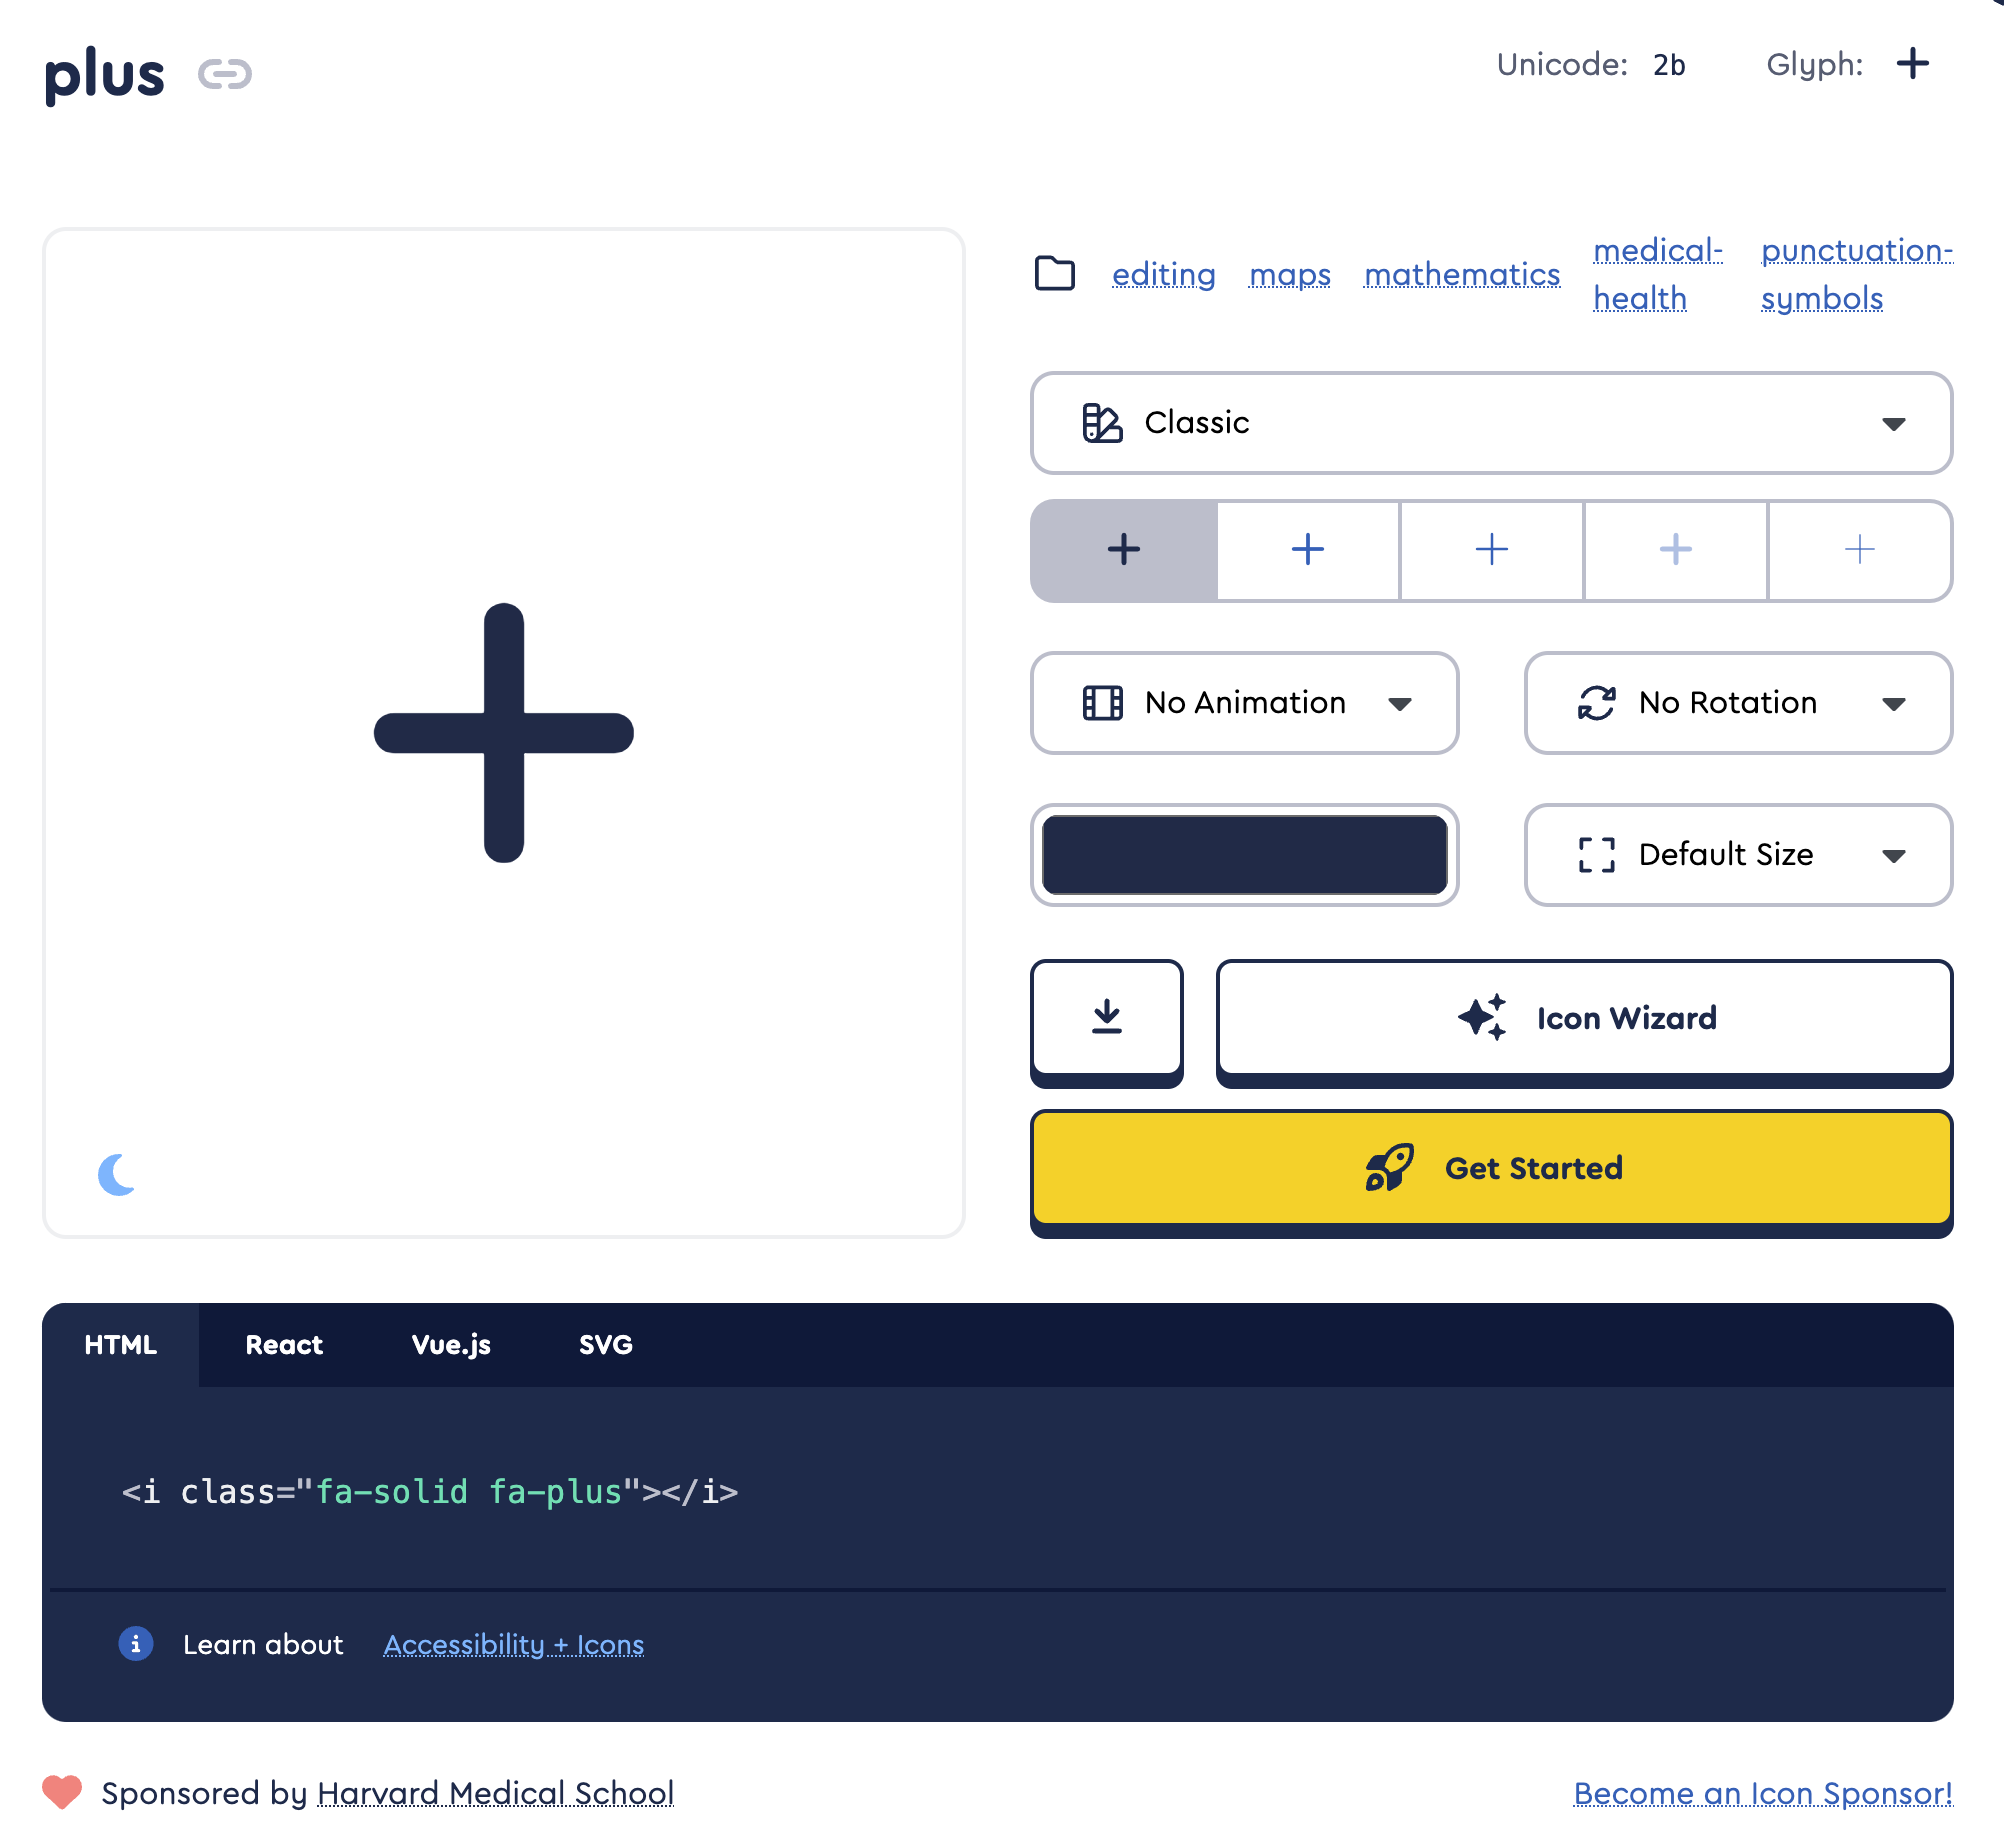 plus
Unicode: 2b Glyph: +
editing maps mathematics medical-health punctuation-symbols
Classic
No Animation
No Rotation
Default Size
Icon Wizard
Get Started
HTML React Vue.js SVG
<i class="fa-solid fa-plus"></i>
Learn about Accessibility + Icons
Sponsored by Harvard Medical School
Become an Icon Sponsor!